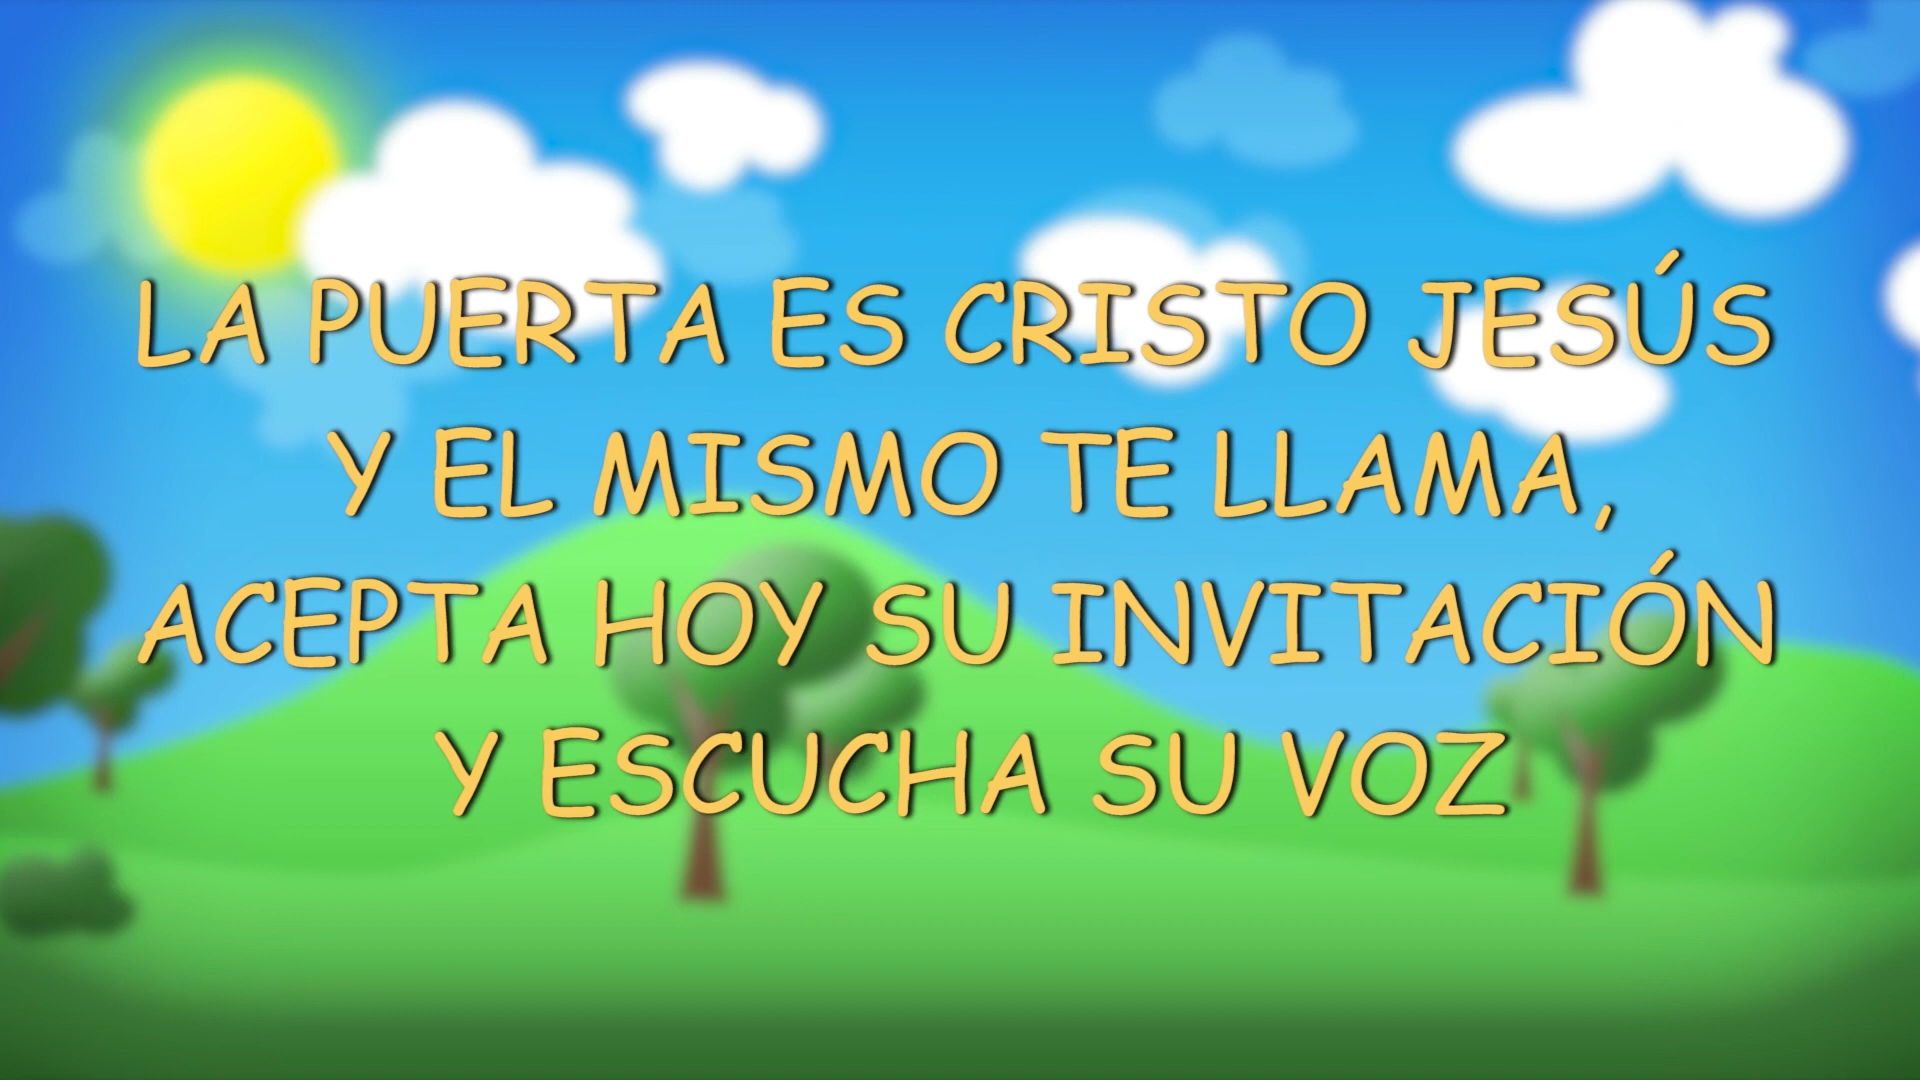 LA PUERTA ES CRISTO JESÚS
Y EL MISMO TE LLAMA,
ACEPTA HOY SU INVITACIÓN
Y ESCUCHA SU VOZ